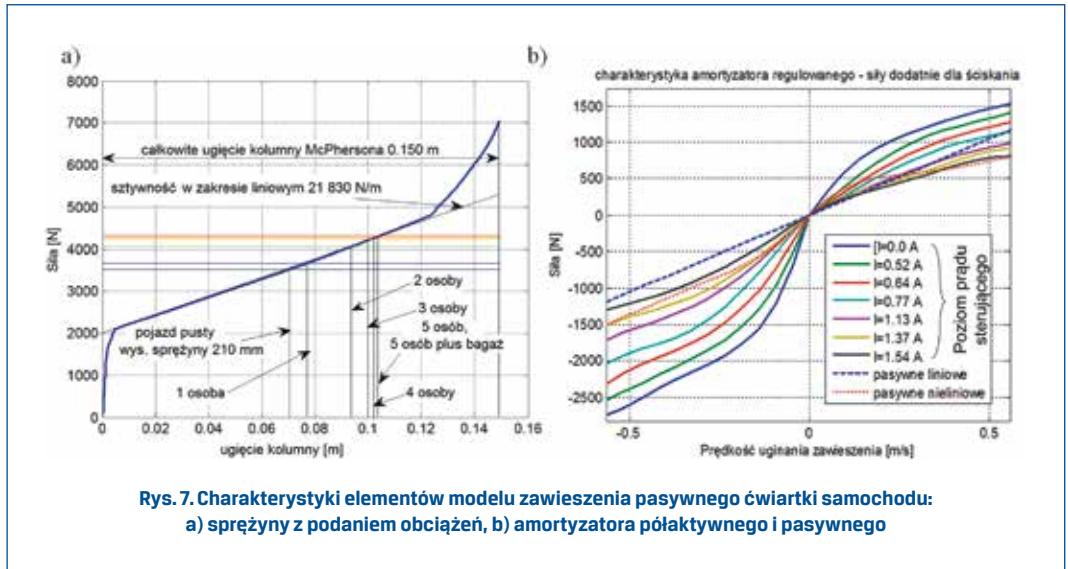 a)
8000
7000
6000
5000
4000
3000
2000
1000
0
Siła [N]
całkowite ugięcie kolumny McPhersona 0.150 m
sztywność w zakresie liniowym 21 830 N/m
2 osoby
3 osoby
pojazd pusty
wys. sprężyny 210 mm
5 osób,
5 osób plus bagaż
1 osoba
4 osoby
0
0.02
0.04
0.06
0.08
0.1
0.12
0.14
0.16
ugięcie kolumny [m]
b)
charakterystyka amortyzatora regulowanego - siły dodatnie dla ściskania
1500
1000
500
0
-500
-1000
-1500
-2000
-2500
Siła [N]
[I=0.0 A
I=0.52 A
I=0.64 A
I=0.77 A
I=1.13 A
I=1.37 A
I=1.54 A
pasywne liniowe
pasywne nieliniowe
Poziom prądu
sterującego
-0.5
0
0.5
Prędkość uginania zawieszenia [m/s]
Rys. 7. Charakterystyki elementów modelu zawieszenia pasywnego ćwiartki samochodu:
a) sprężyny z podaniem obciążeń, b) amortyzatora półaktywnego i pasywnego